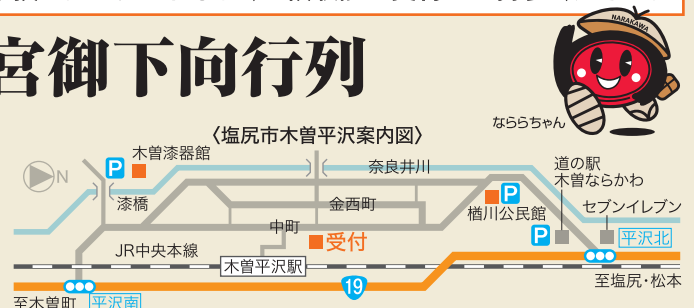 宮御下向行列
NARAKAWA
なららちゃん
〈塩尻市木曽平沢案内図〉
P
木曽漆器館
奈良井川
道の駅
木曽ならかわ
N
漆橋
金西町
P
楢川公民館
セブンイレブン
中町
受付
P
平沢北
JR中央本線
木曽平沢駅
19
至塩尻・松本
至木曽町
平沢南